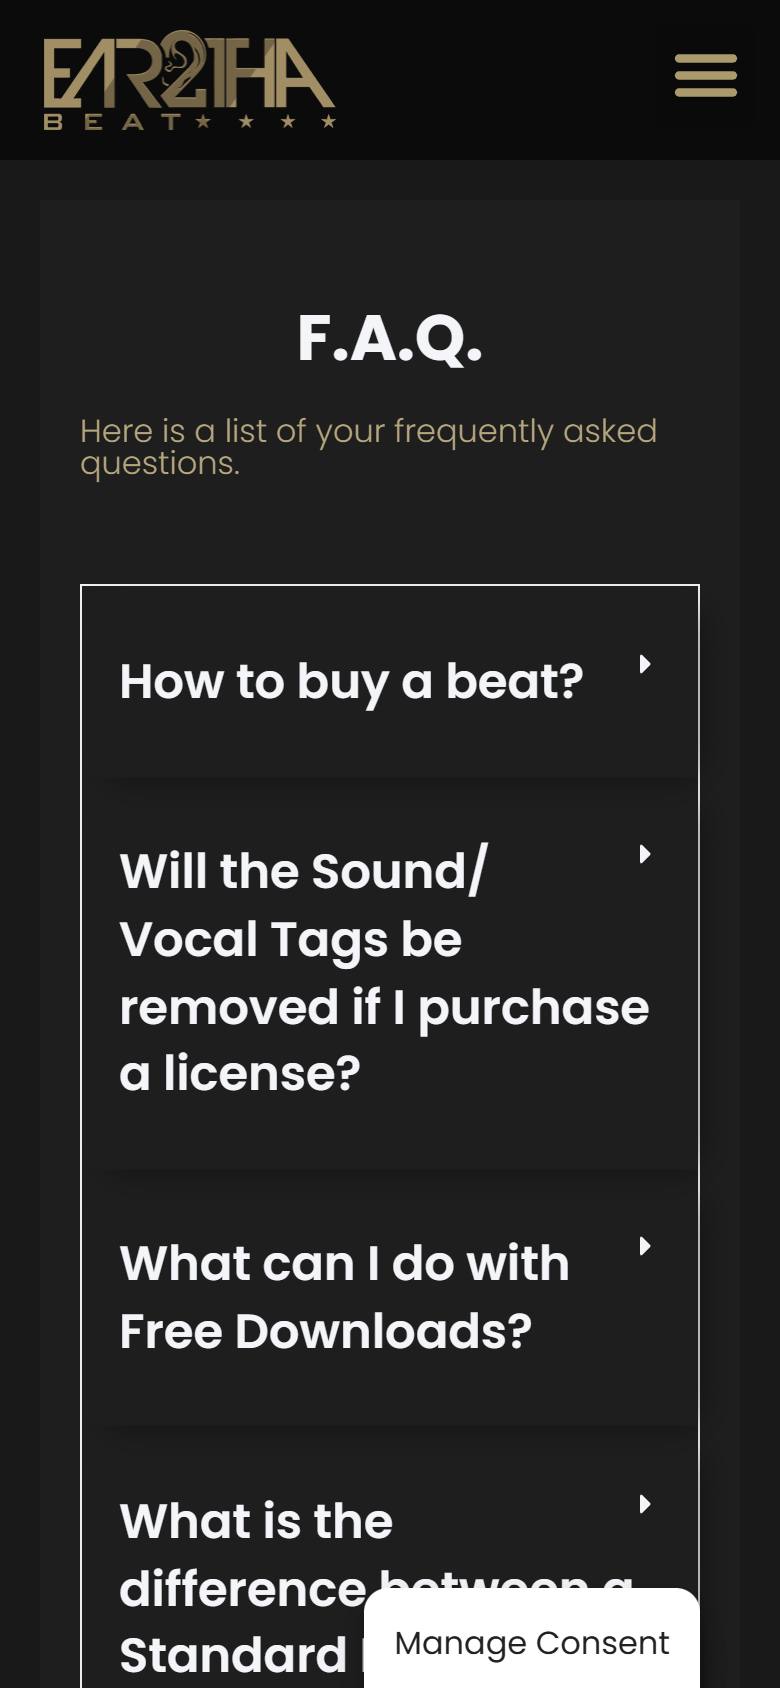 EAR2THA
BEAT
F.A.Q.
Here is a list of your frequently asked
questions.
How to buy a beat?
Will the Sound/
Vocal Tags be
removed if I purchase
a license?
What can I do with
Free Downloads?
What is the
difference between a
Standard
Manage Consent